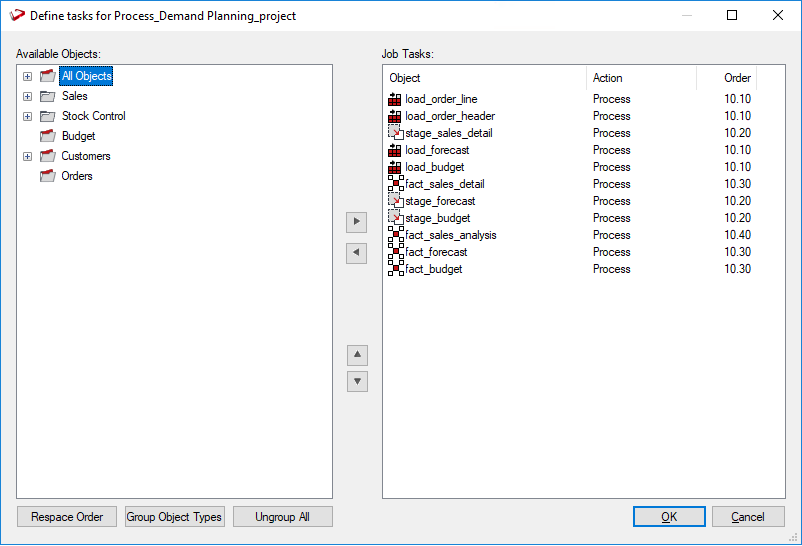 Define tasks for Process_Demand Planning_project
Available Objects:
All Objects
Sales
Stock Control
Budget
Customers
Orders
Job Tasks:
Object Action Order
load_order_line Process 10.10
load_order_header Process 10.10
stage_sales_detail Process 10.20
load_forecast Process 10.10
load_budget Process 10.10
fact_sales_detail Process 10.30
stage_forecast Process 10.20
stage_budget Process 10.20
fact_sales_analysis Process 10.40
fact_forecast Process 10.30
fact_budget Process 10.30
Respace Order Group Object Types Ungroup All OK Cancel